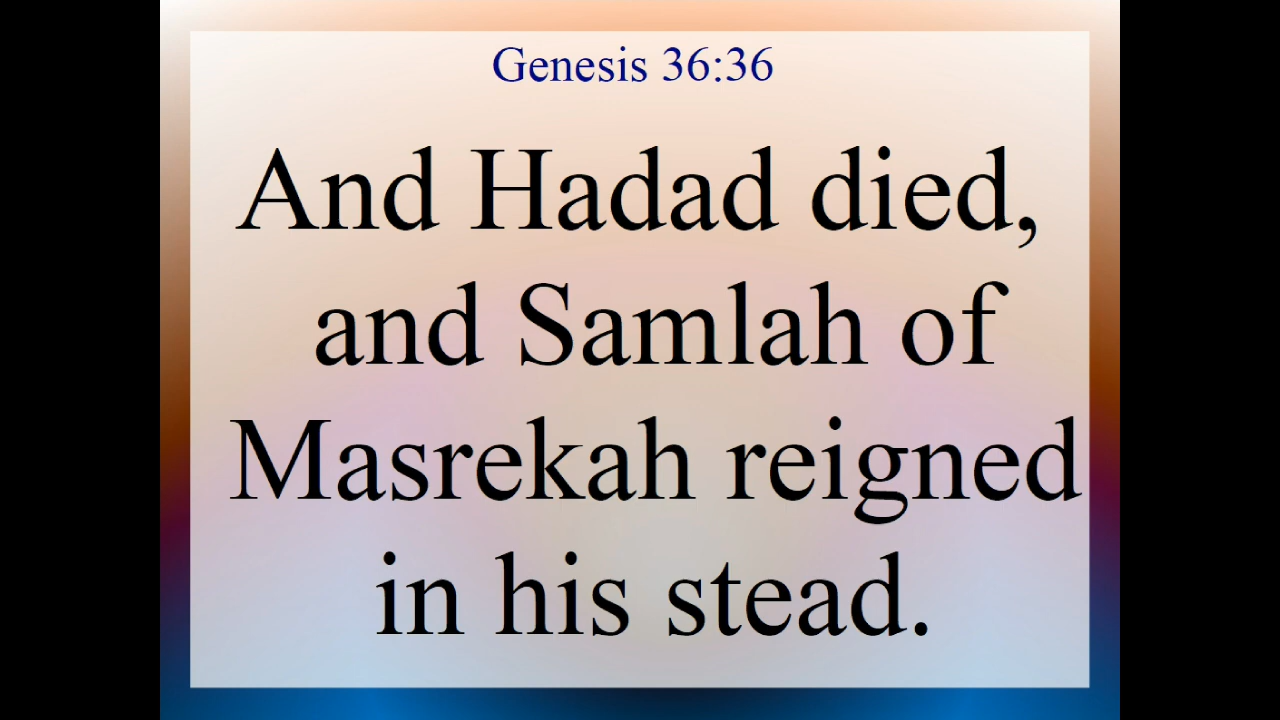 Genesis 36:36
And Hadad died,
and Samlah of
Masrekah reigned
in his stead.